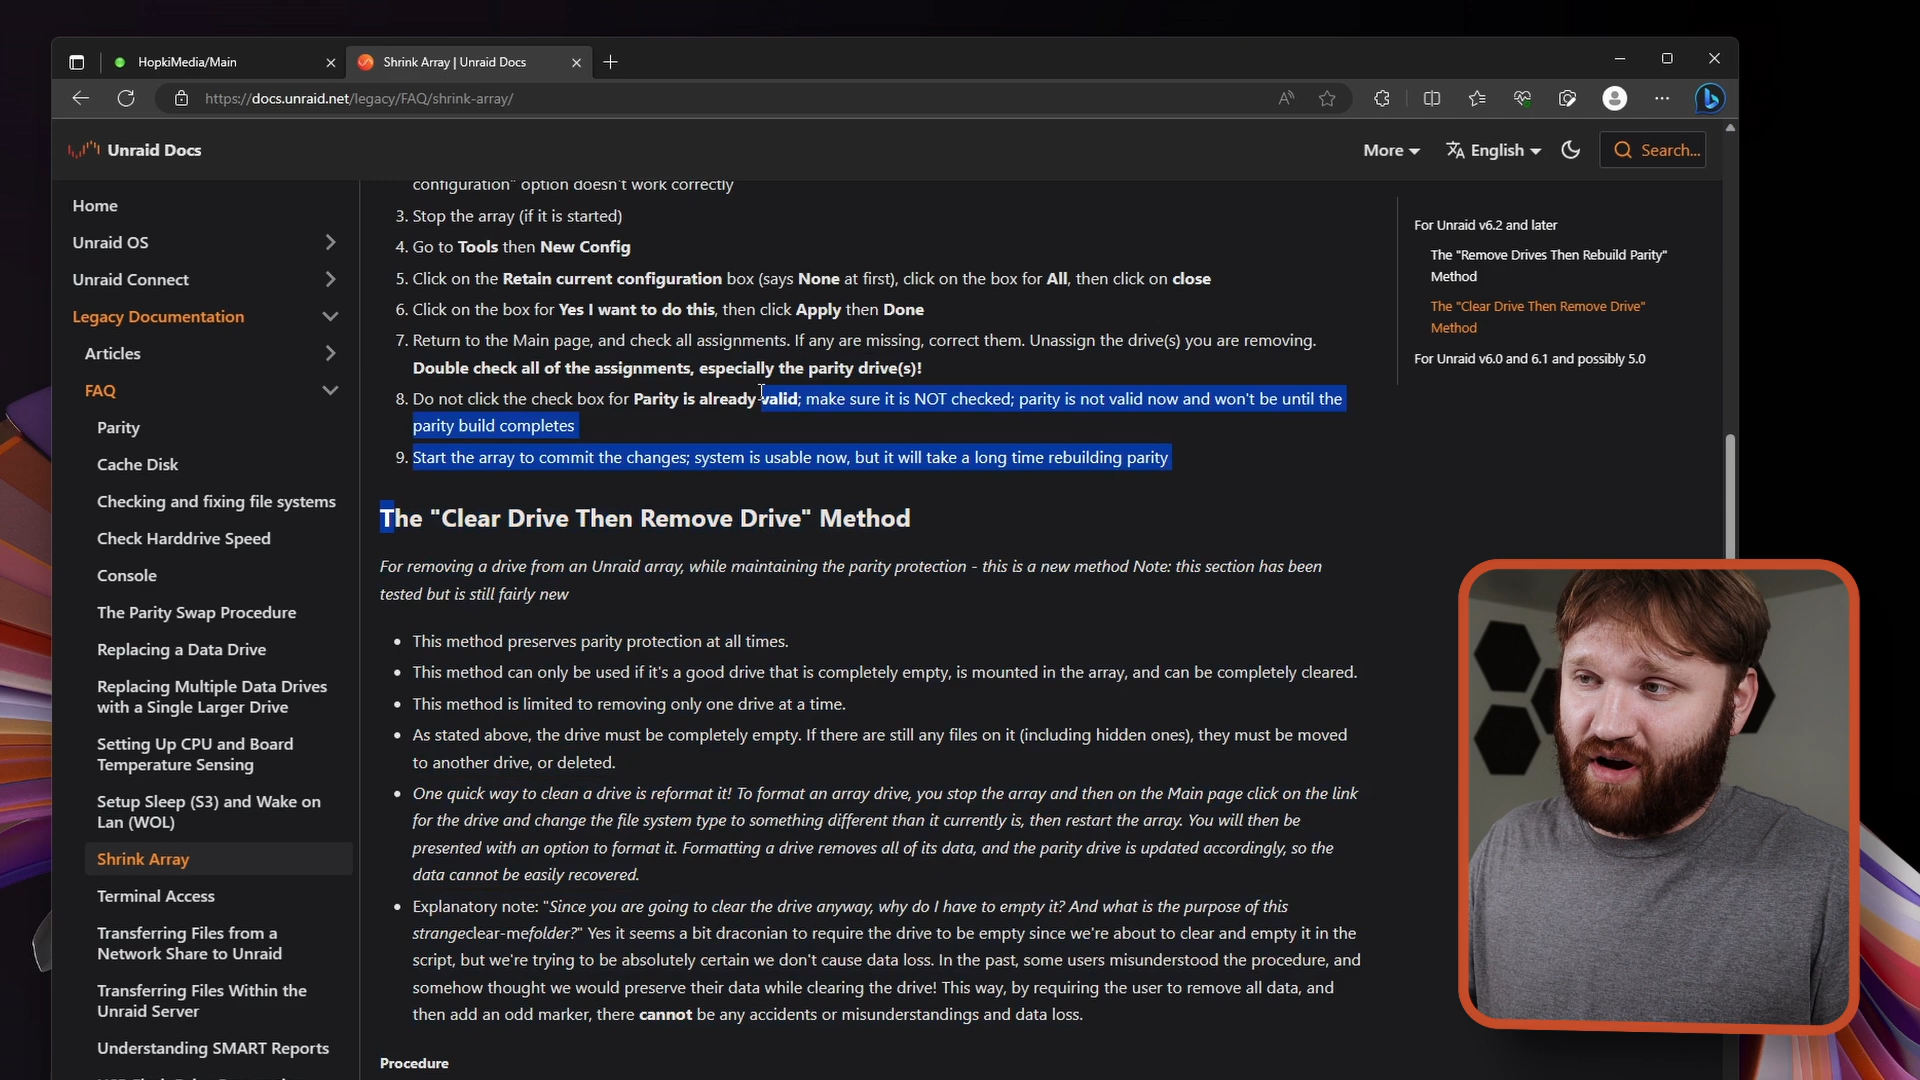 HopkiMedia/Main
Shrink Array | Unraid Docs
https://docs.unraid.net/legacy/FAQ/shrink-array/
Unraid Docs
More
English
Search...
Home
Unraid OS
Unraid Connect
Legacy Documentation
Articles
FAQ
Parity
Cache Disk
Checking and fixing file systems
Check Harddrive Speed
Console
The Parity Swap Procedure
Replacing a Data Drive
Replacing Multiple Data Drives
with a Single Larger Drive
Setting Up CPU and Board
Temperature Sensing
Setup Sleep (S3) and Wake on
Lan (WOL)
Shrink Array
Terminal Access
Transferring Files from a
Network Share to Unraid
Transferring Files Within the
Unraid Server
Understanding SMART Reports
configuration" option doesn't work correctly
3. Stop the array (if it is started)
4. Go to Tools then New Config
5. Click on the Retain current configuration box (says None at first), click on the box for All, then click on close
6. Click on the box for Yes I want to do this, then click Apply then Done
7. Return to the Main page, and check all assignments. If any are missing, correct them. Unassign the drive(s) you are removing.
Double check all of the assignments, especially the parity drive(s)!
8. Do not click the check box for Parity is already valid; make sure it is NOT checked; parity is not valid now and won't be until the
parity build completes
9. Start the array to commit the changes; system is usable now, but it will take a long time rebuilding parity
The "Clear Drive Then Remove Drive" Method
For removing a drive from an Unraid array, while maintaining the parity protection - this is a new method Note: this section has been
tested but is still fairly new
• This method preserves parity protection at all times.
• This method can only be used if it's a good drive that is completely empty, is mounted in the array, and can be completely cleared.
• This method is limited to removing only one drive at a time.
• As stated above, the drive must be completely empty. If there are still any files on it (including hidden ones), they must be moved
to another drive, or deleted.
• One quick way to clean a drive is reformat it! To format an array drive, you stop the array and then on the Main page click on the link
for the drive and change the file system type to something different than it currently is, then restart the array. You will then be
presented with an option to format it. Formatting a drive removes all of its data, and the parity drive is updated accordingly, so the
data cannot be easily recovered.
• Explanatory note: "Since you are going to clear the drive anyway, why do I have to empty it? And what is the purpose of this
strangeclear-mefolder?" Yes it seems a bit draconian to require the drive to be empty since we're about to clear and empty it in the
script, but we're trying to be absolutely certain we don't cause data loss. In the past, some users misunderstood the procedure, and
somehow thought we would preserve their data while clearing the drive! This way, by requiring the user to remove all data, and
then add an odd marker, there cannot be any accidents or misunderstandings and data loss.
Procedure
For Unraid v6.2 and later
The "Remove Drives Then Rebuild Parity"
Method
The "Clear Drive Then Remove Drive"
Method
For Unraid v6.0 and 6.1 and possibly 5.0